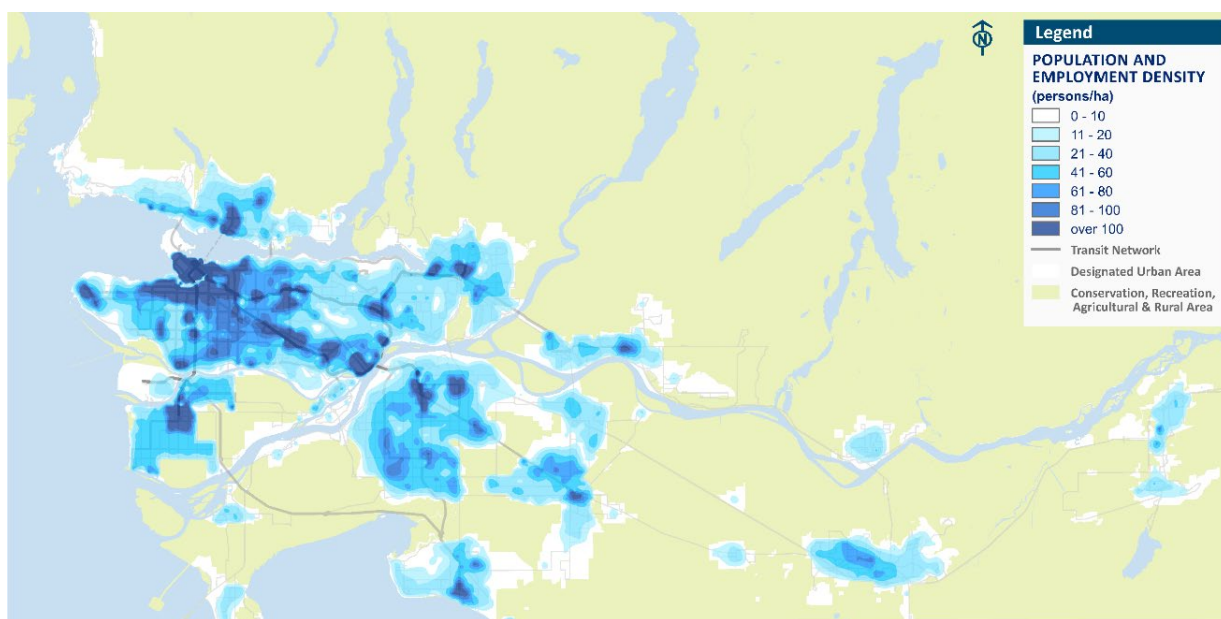 N
Legend
POPULATION AND
EMPLOYMENT DENSITY
(persons/ha)
0 - 10
11 - 20
21 - 40
41 - 60
61 - 80
81 - 100
over 100
Transit Network
Designated Urban Area
Conservation, Recreation,
Agricultural & Rural Area